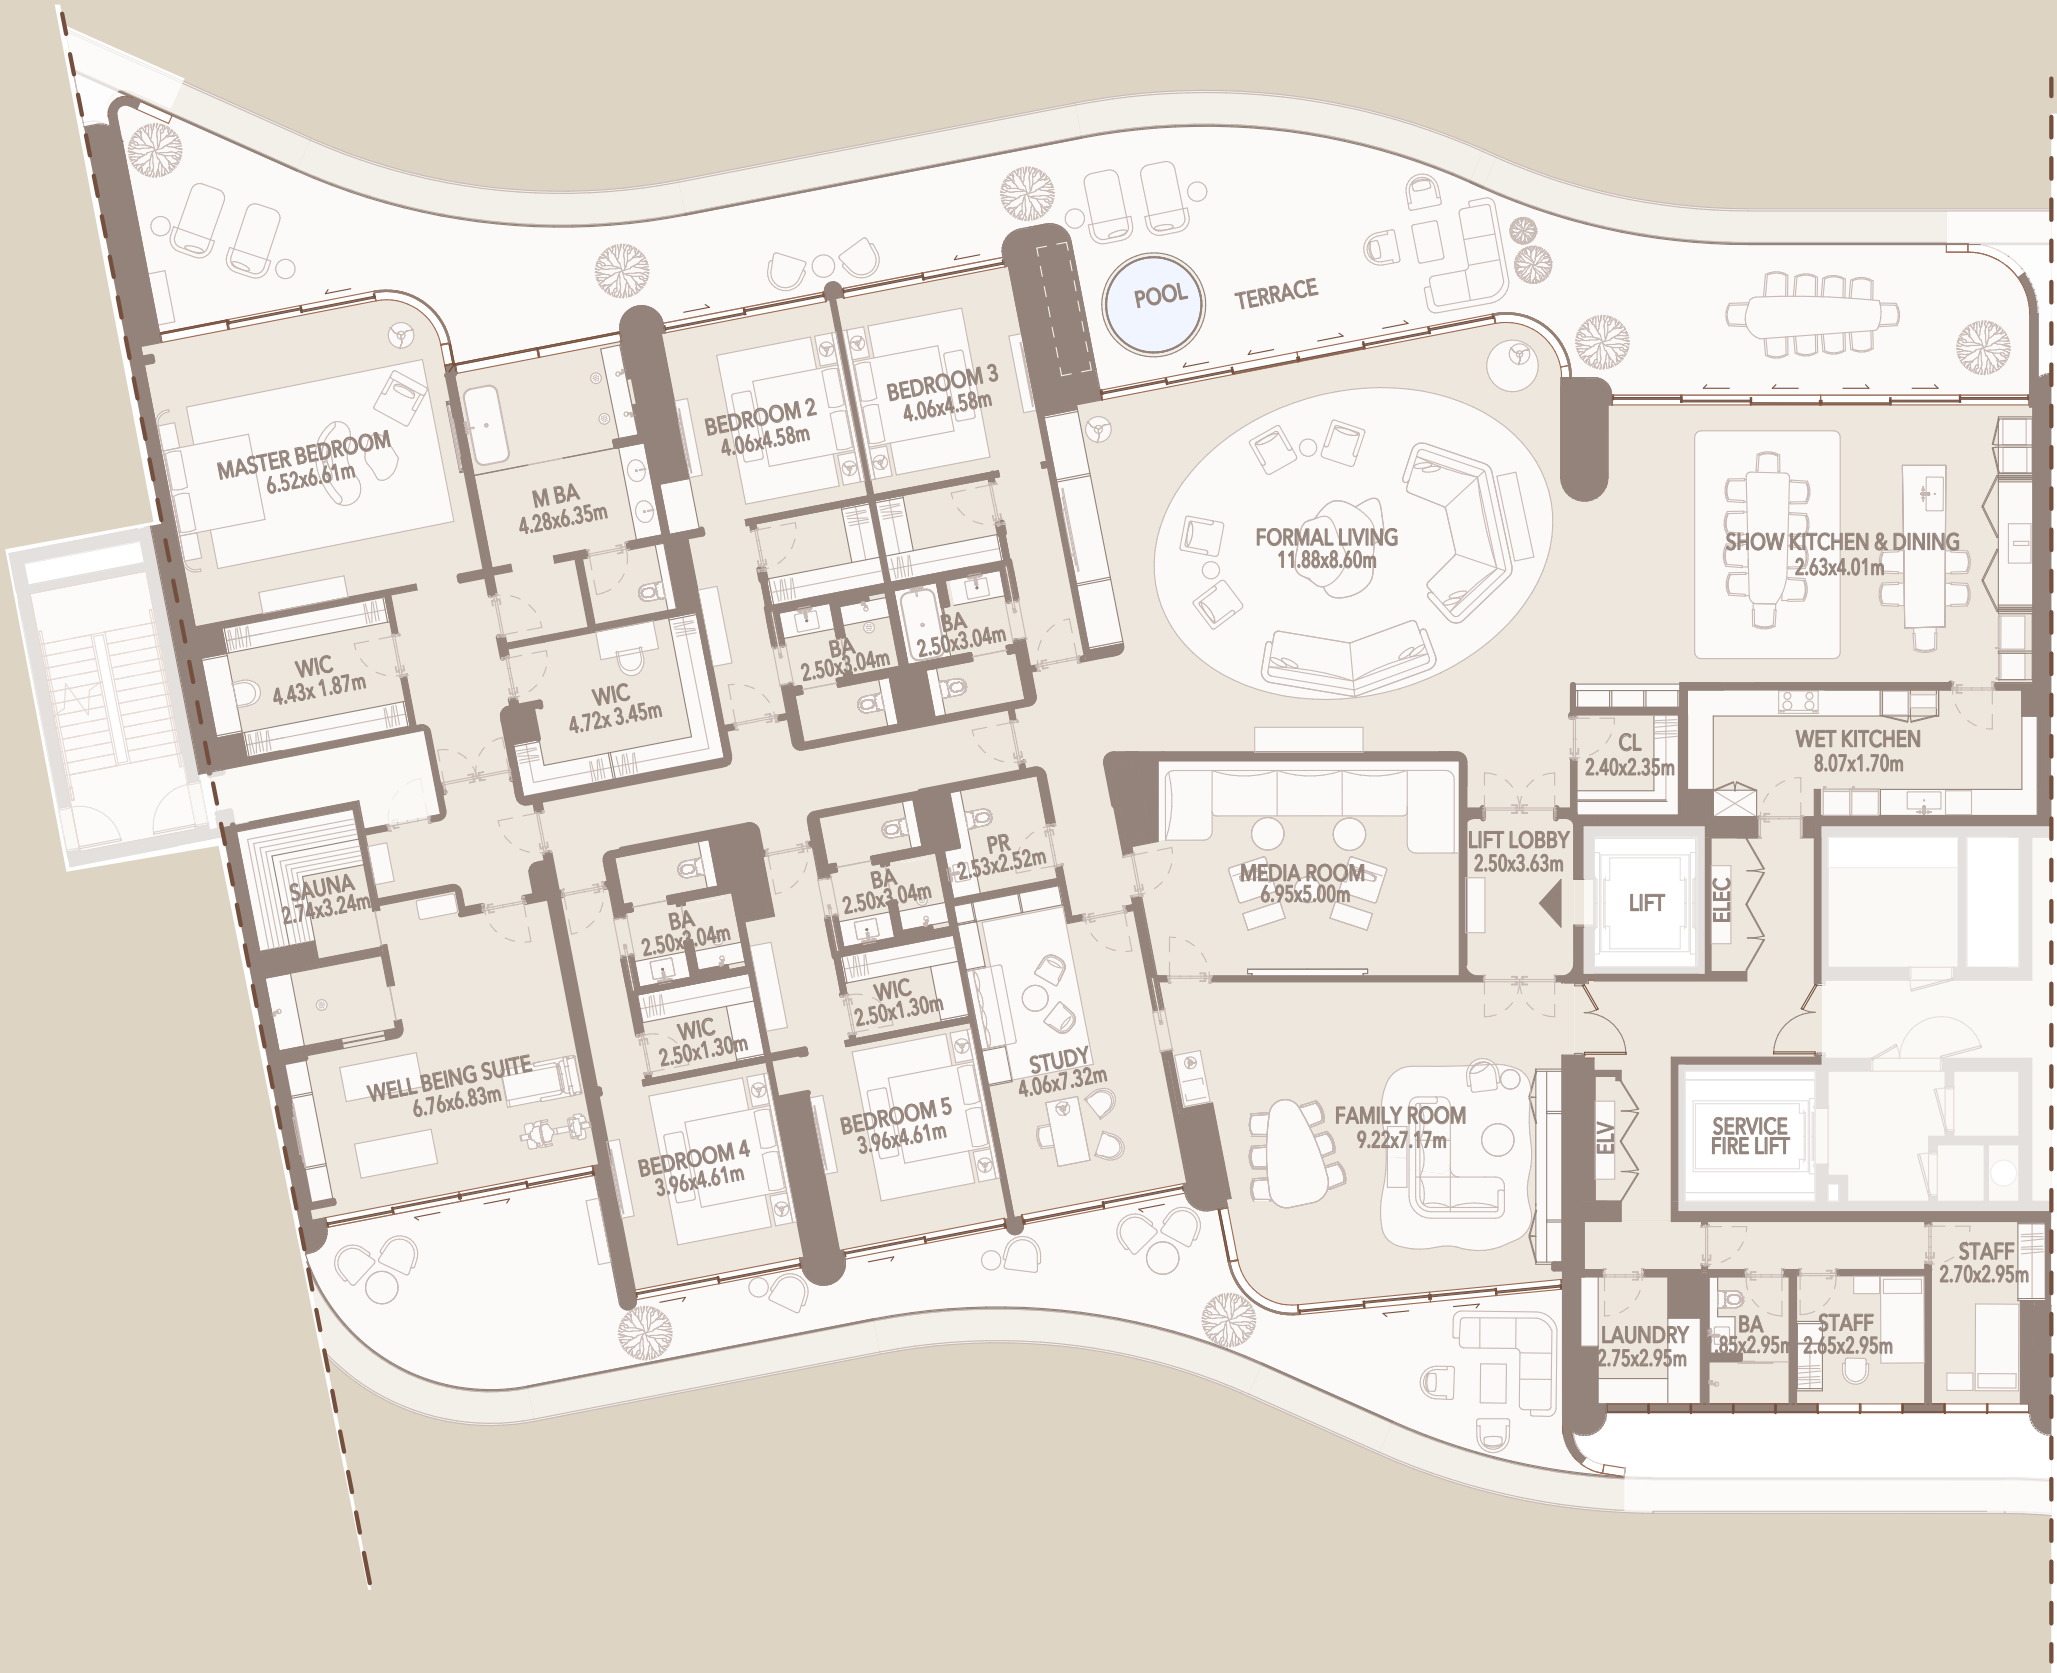 POOL
TERRACE
MASTER BEDROOM
6.52x6.61m
M BA
4.28x6.35m
BEDROOM 2
4.06x4.58m
BEDROOM 3
4.06x4.58m
FORMAL LIVING
11.88x8.60m
SHOW KITCHEN & DINING
2.63x4.01m
WIC
4.43x 1.87m
WIC
4.72x 3.45m
BA
2.50x3.04m
BA
2.50x3.04m
CL
2.40x2.35m
WET KITCHEN
8.07x1.70m
SAUNA
2.74x3.24m
BA
2.50x3.04m
BA
2.50x3.04m
PR
2.53x2.52m
MEDIA ROOM
6.95x5.00m
LIFT LOBBY
2.50x3.63m
LIFT
ELEC
WIC
2.50x1.30m
WIC
2.50x1.30m
WELL BEING SUITE
6.76x6.83m
STUDY
4.06x7.32m
BEDROOM 4
3.96x4.61m
BEDROOM 5
3.96x4.61m
FAMILY ROOM
9.22x7.17m
ELV
SERVICE
FIRE LIFT
STAFF
2.70x2.95m
LAUNDRY
2.75x2.95m
BA
.85x2.95m
STAFF
2.65x2.95m